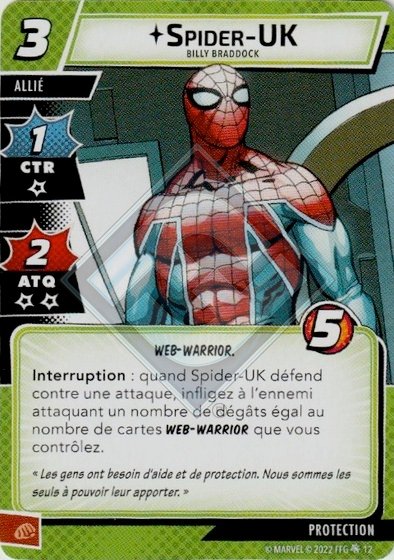 3
SPIDER-UK
BILLY BRADDOCK
ALLIÉ
1
CTR
2
ATQ
5
WEB-WARRIOR.
Interruption : quand Spider-UK défend
contre une attaque, infligez à l'ennemi
attaquant un nombre de dégâts égal au
nombre de cartes WEB-WARRIOR que vous
contrôlez.
« Les gens ont besoin d'aide et de protection. Nous sommes les
seuls à pouvoir leur apporter. »
© MARVEL © 2022 FFG 12
PROTECTION